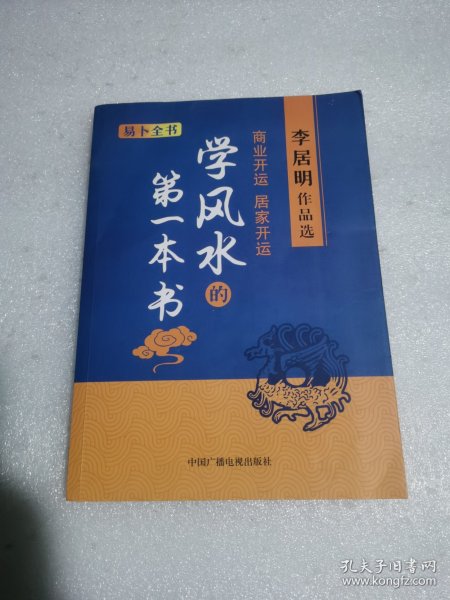 李居明作品选
商业开运 居家开运
易卜全书
学风水的
第一本书
中国广播电视出版社
孔夫子旧书网
www.kongfz.com